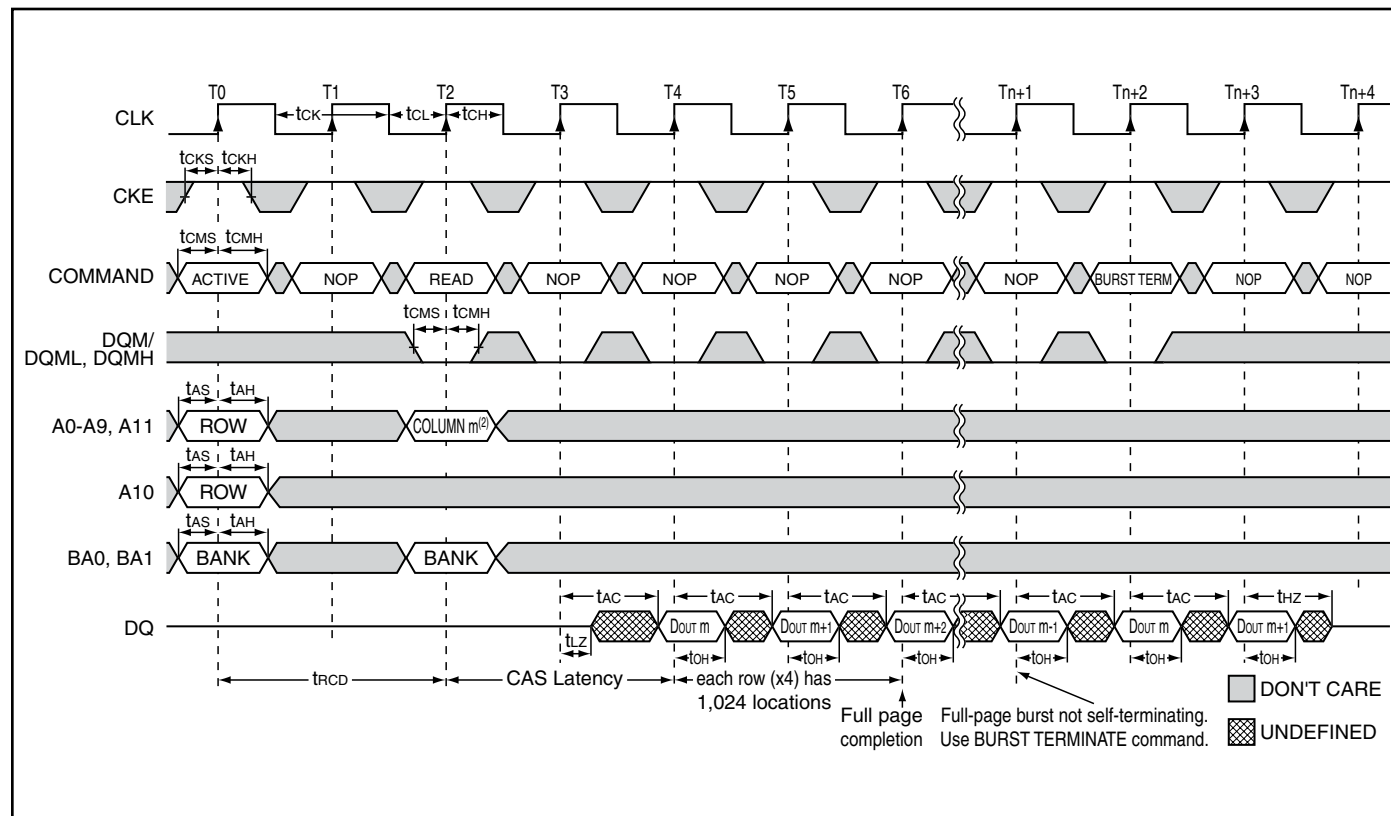 T0 T1 T2 T3 T4 T5 T6 Tn+1 Tn+2 Tn+3 Tn+4
CLK
tCK tCL tCH
tCKS tCKH
CKE
tCMS tCMH
COMMAND ACTIVE NOP READ NOP NOP NOP NOP NOP BURST TERM NOP NOP
tCMS tCMH
DQM/
DQML, DQMH
tAS tAH
A0-A9, A11 ROW COLUMN m(2)
tAS tAH
A10 ROW
tAS tAH
BA0, BA1 BANK BANK
tAC tAC tAC tAC tAC tAC tHZ
DQ DOUT m DOUT m+1 DOUT m+2 DOUT m-1 DOUT m DOUT m+1
tLZ tOH tOH tOH tOH tOH tOH
tRCD CAS Latency each row (x4) has
1,024 locations
Full page
completion
Full-page burst not self-terminating.
Use BURST TERMINATE command.
DON'T CARE
UNDEFINED